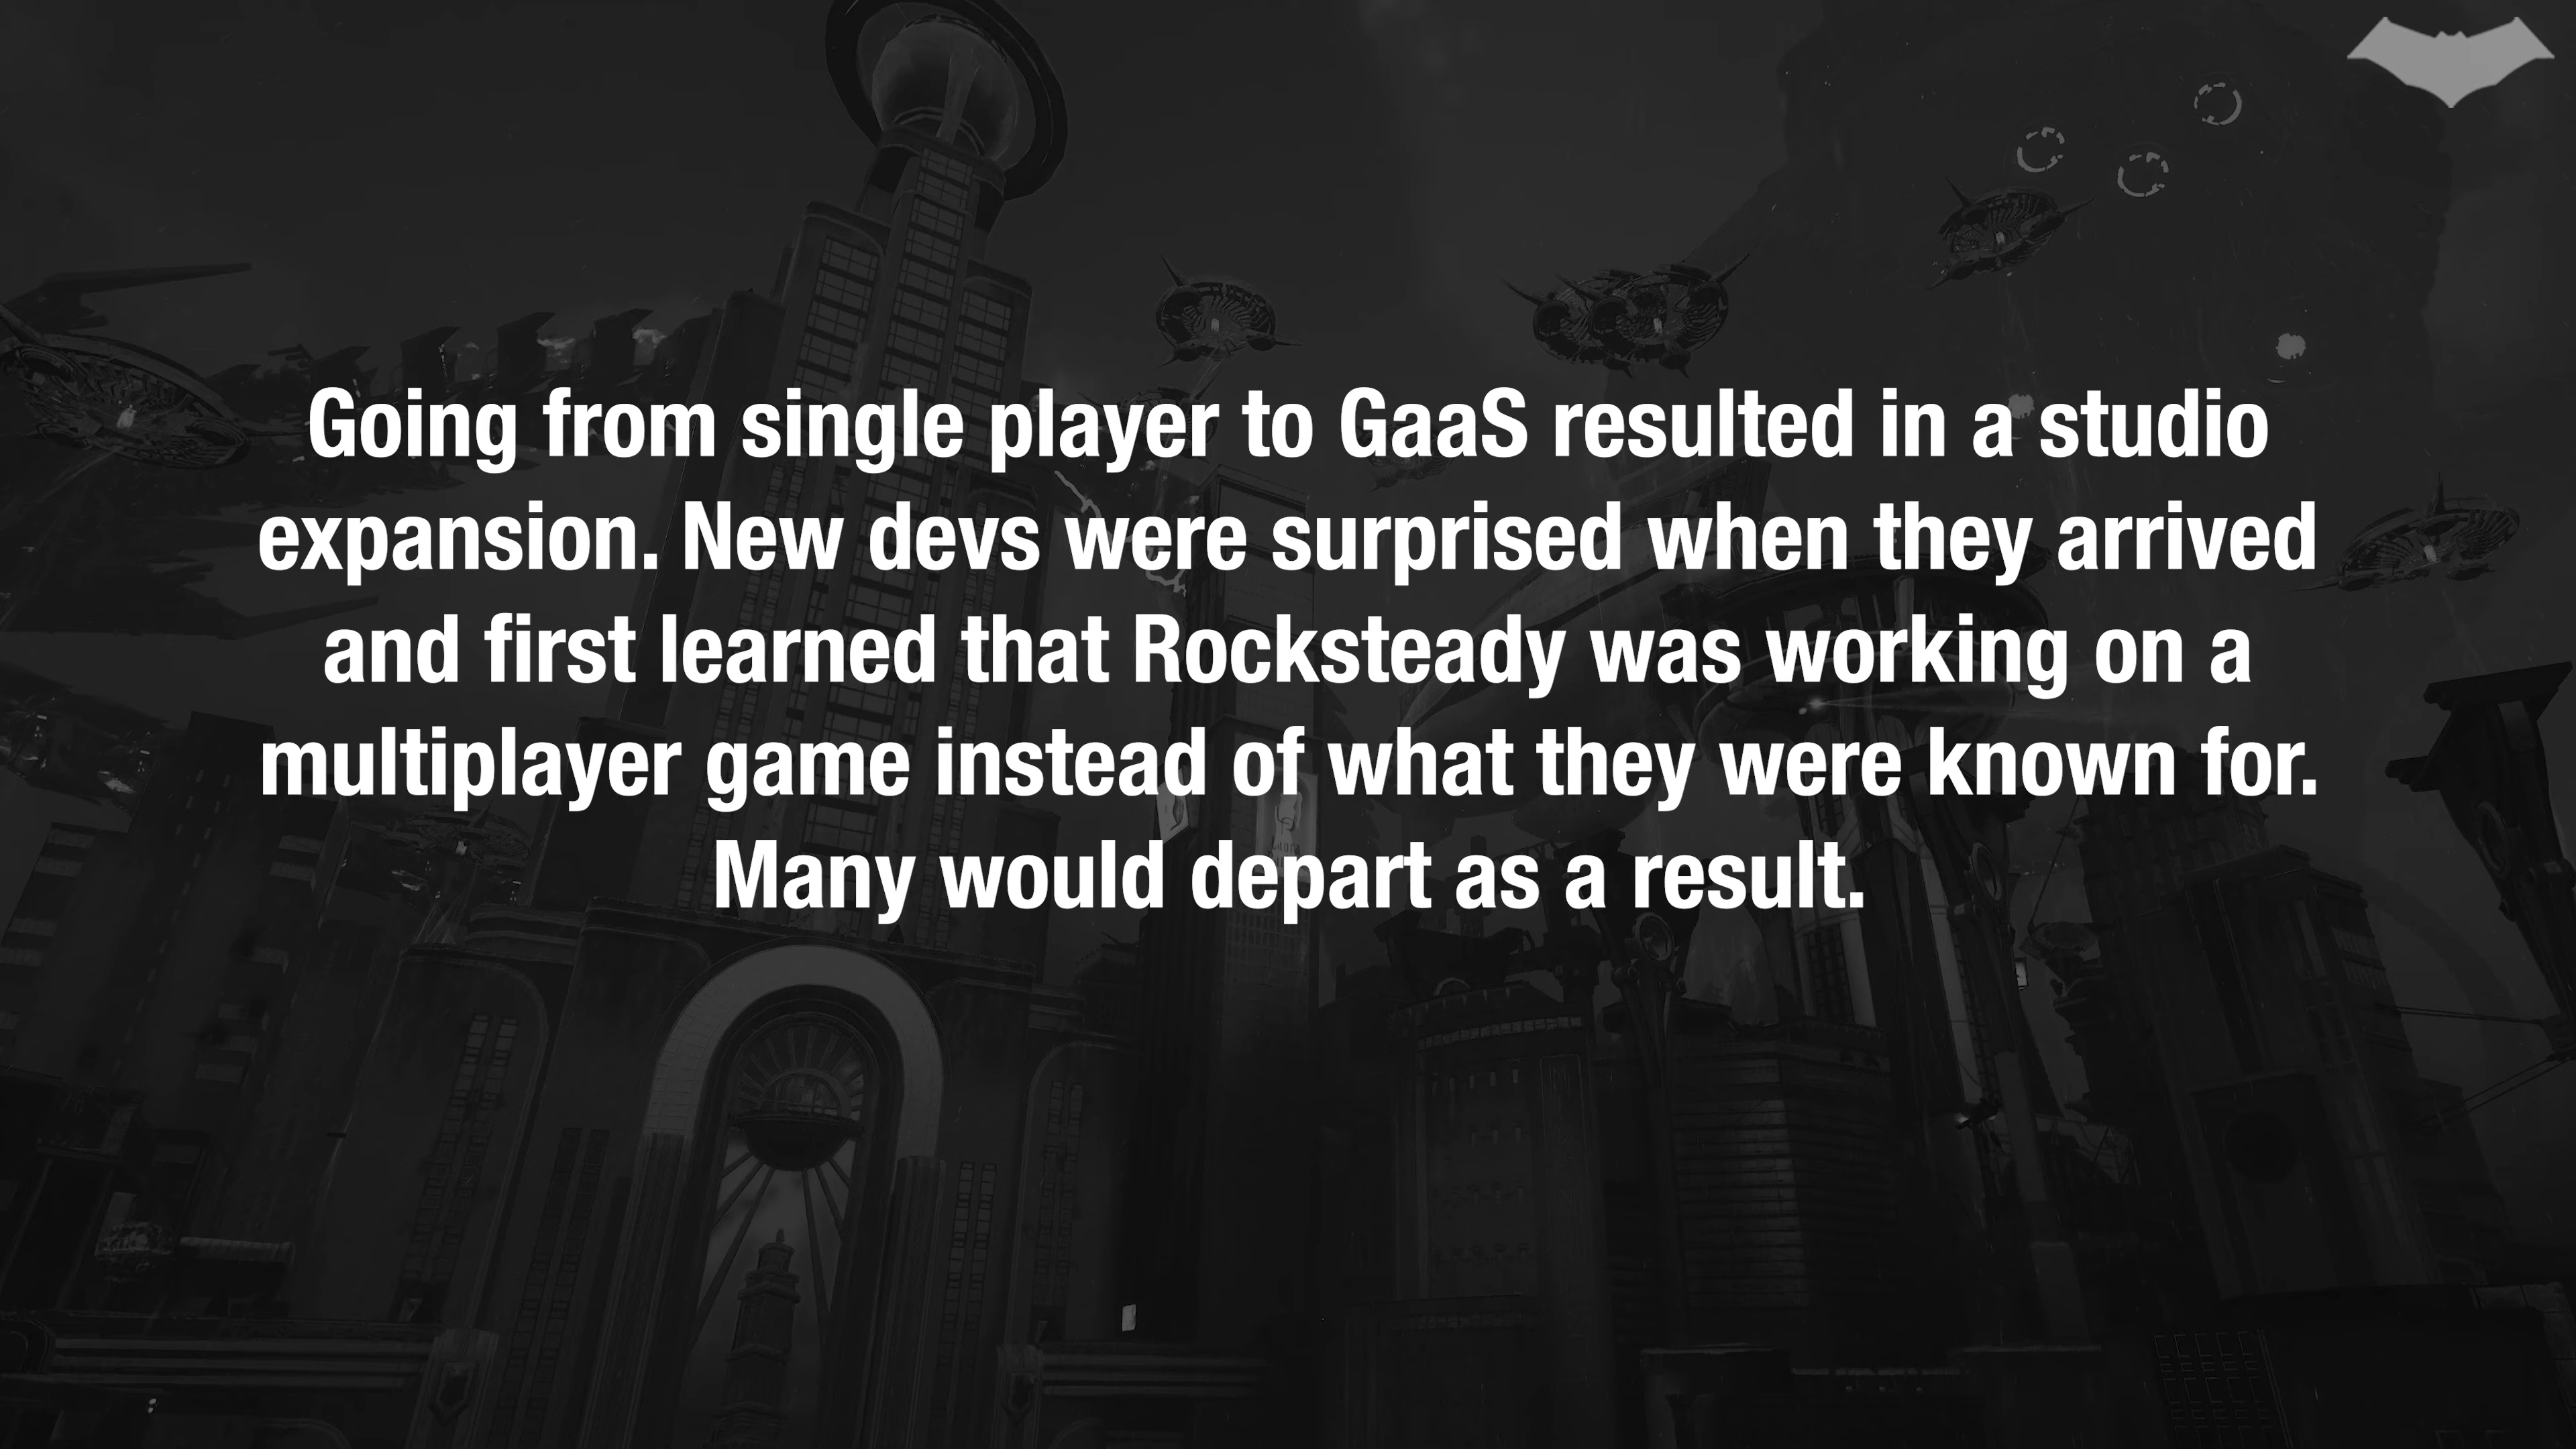 Going from single player to GaaS resulted in a studio
expansion. New devs were surprised when they arrived
and first learned that Rocksteady was working on a
multiplayer game instead of what they were known for.
Many would depart as a result.